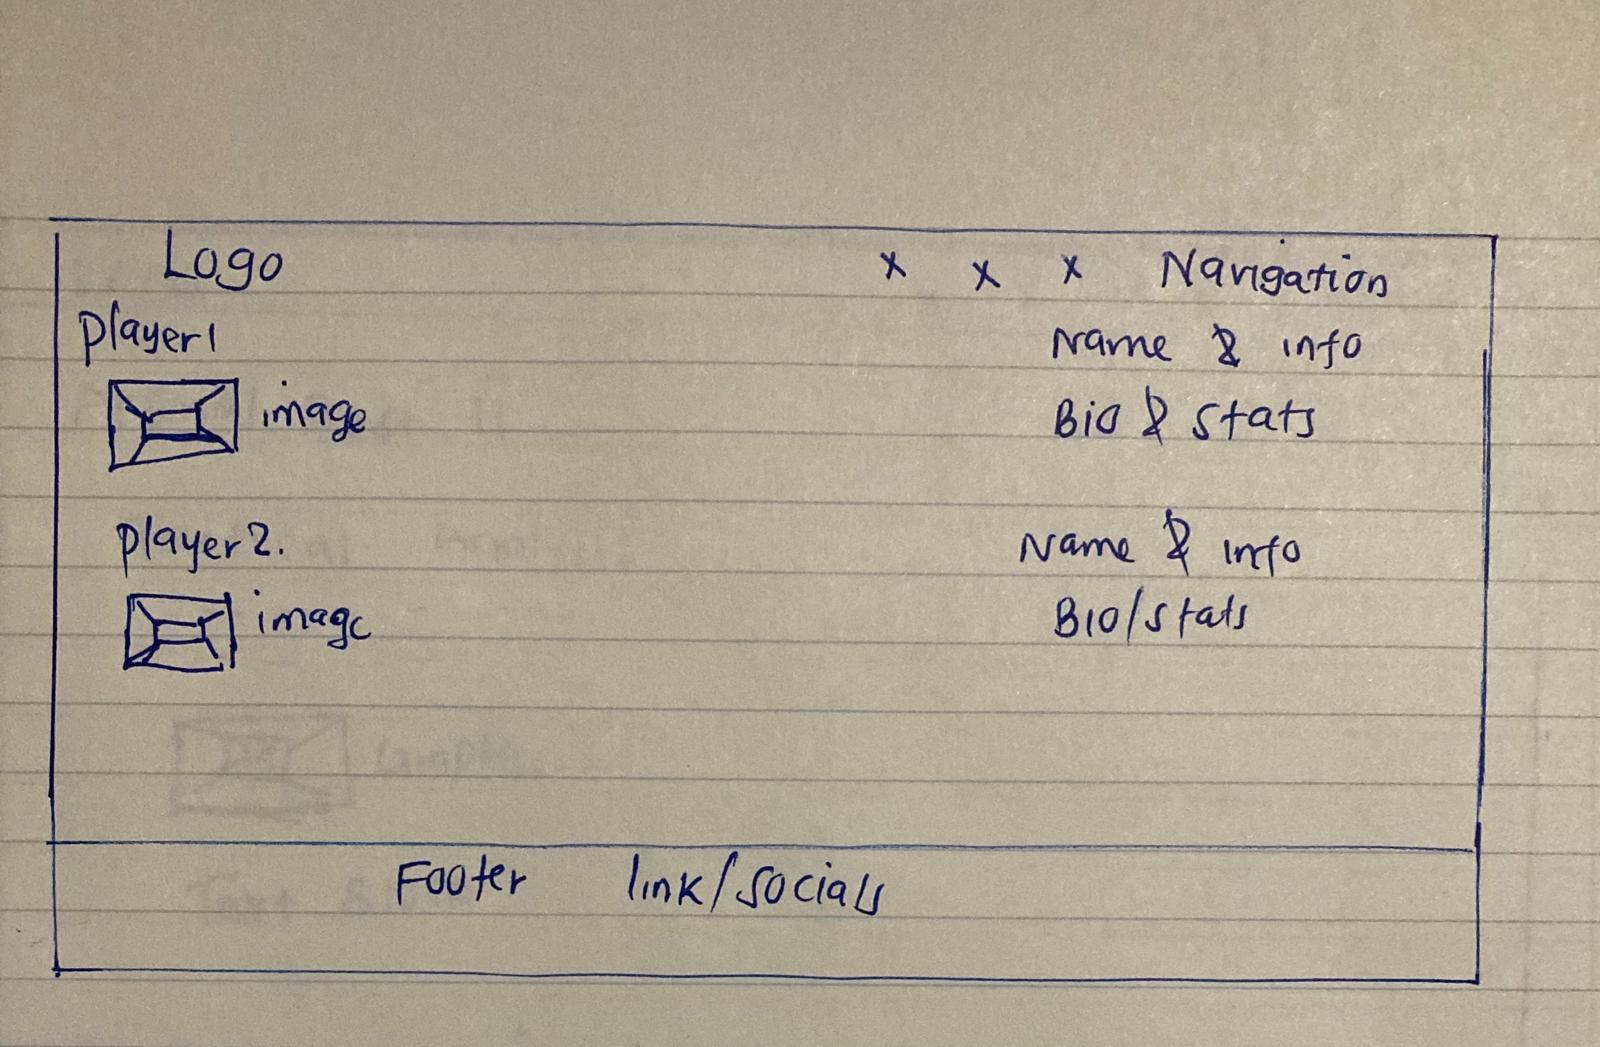 Logo x x x Navigation
player1 Name & info
image Bio & stats
player2. Name & info
image Bio/stats
Footer link/socials